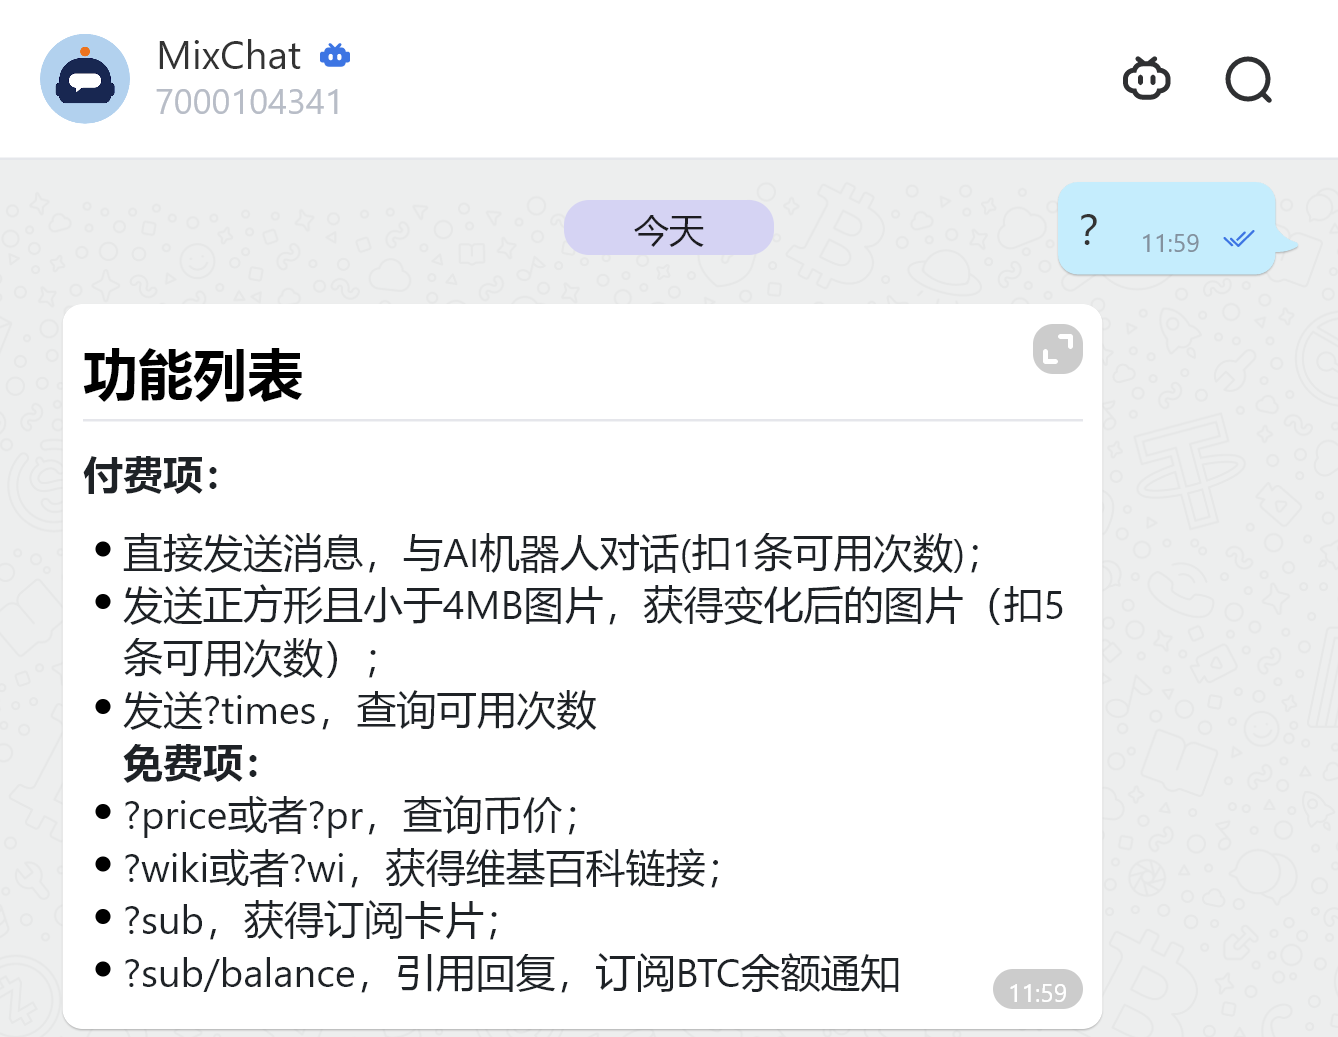 MixChat
7000104341
今天
?
11:59
功能列表
付费项：
直接发送消息，与AI机器人对话(扣1条可用次数)；
发送正方形且小于4MB图片，获得变化后的图片（扣5
条可用次数）；
发送?times，查询可用次数
免费项：
?price或者?pr，查询币价；
?wiki或者?wi，获得维基百科链接；
?sub，获得订阅卡片；
?sub/balance，引用回复，订阅BTC余额通知
11:59